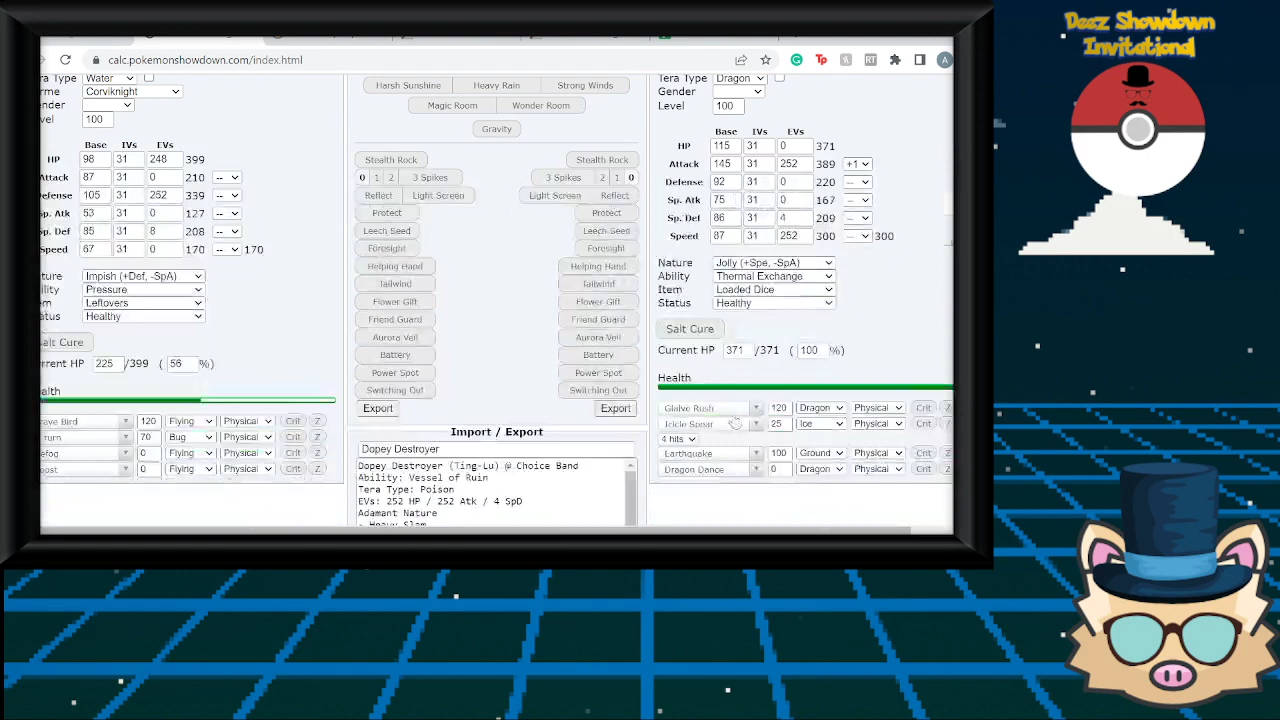 Deez Showdown
Invitational
calc.pokemonshowdown.com/index.html
TP
RT
A
Tera Type Water
Corviknight
100
Base IVs EVs
HP 98 31 248 399
Attack 87 31 0 210 --
Defense 105 31 252 339 --
Sp. Atk 53 31 0 127 --
Sp. Def 85 31 8 208 --
Speed 67 31 0 170 -- 170
Impish (+Def, -SpA)
Pressure
Leftovers
Healthy
Salt Cure
Current HP 225 /399 ( 56 %)
120 Flying Physical Crit Z
70 Bug Physical Crit Z
0 Flying Physical Crit Z
0 Flying Physical Crit Z
Harsh Sunshine Heavy Rain Strong Winds
Magic Room Wonder Room
Gravity
Stealth Rock Stealth Rock
0 1 2 3 Spikes 3 Spikes 2 1 0
Reflect Light Screen Light Screen Reflect
Protect Protect
Leech Seed Leech Seed
Foresight Foresight
Helping Hand Helping Hand
Tailwind Tailwind
Flower Gift Flower Gift
Friend Guard Friend Guard
Aurora Veil Aurora Veil
Battery Battery
Power Spot Power Spot
Switching Out Switching Out
Export Export
Import / Export
Dopey Destroyer
Dopey Destroyer (Ting-Lu) @ Choice Band
Ability: Vessel of Ruin
Tera Type: Poison
EVs: 252 HP / 252 Atk / 4 SpD
Adamant Nature
- Heavy Slam
Tera Type Dragon
Gender
Level 100
Base IVs EVs
HP 115 31 0 371
Attack 145 31 252 389 +1
Defense 92 31 0 220 --
Sp. Atk 75 31 0 167 --
Sp. Def 86 31 4 209 --
Speed 87 31 252 300 -- 300
Nature Jolly (+Spe, -SpA)
Ability Thermal Exchange
Item Loaded Dice
Status Healthy
Salt Cure
Current HP 371 /371 ( 100 %)
Health
Glaive Rush 120 Dragon Physical Crit Z
Icicle Spear 25 Ice Physical Crit Z
4 hits
Earthquake 100 Ground Physical Crit Z
Dragon Dance 0 Dragon Physical Crit Z